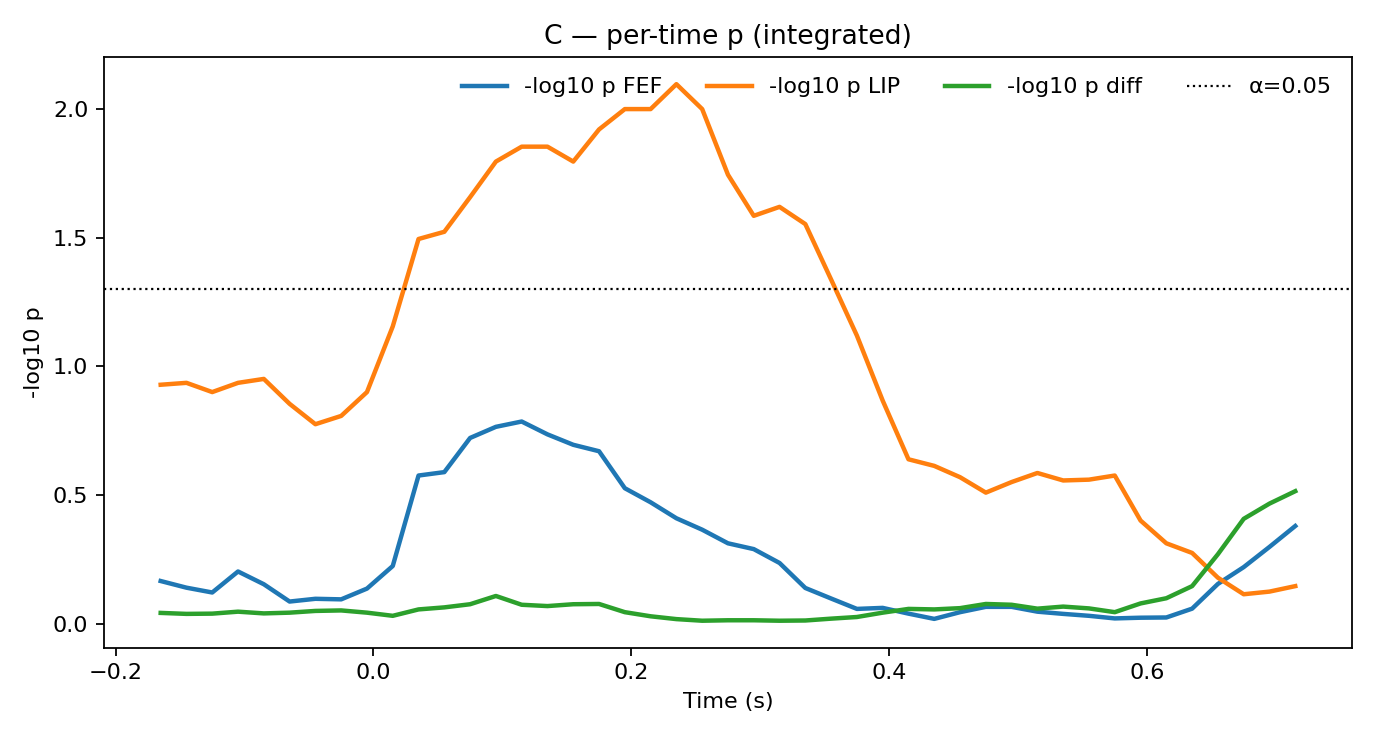 C — per-time p (integrated)
-log10 p FEF -log10 p LIP -log10 p diff α=0.05
2.0
1.5
1.0
0.5
0.0
-log10 p
−0.2 0.0 0.2 0.4 0.6
Time (s)